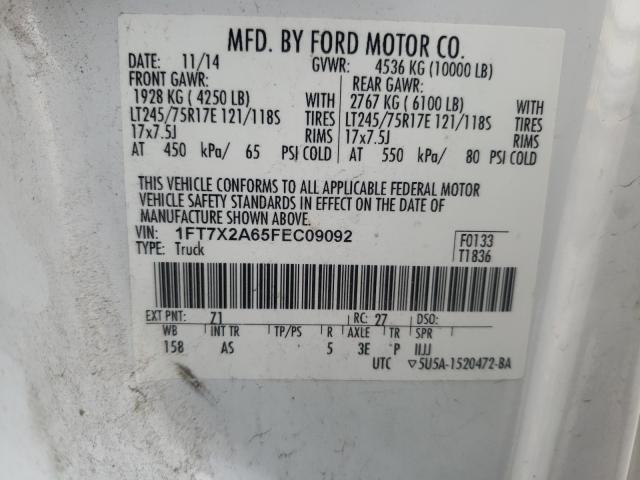 MFD. BY FORD MOTOR CO.
DATE: 11/14 GVWR: 4536 KG (10000 LB)
FRONT GAWR: REAR GAWR:
1928 KG ( 4250 LB) WITH 2767 KG ( 6100 LB) WITH
LT245/75R17E 121/118S TIRES LT245/75R17E 121/118S TIRES
17x7.5J RIMS 17x7.5J RIMS
AT 450 kPa/ 65 PSI COLD AT 550 kPa/ 80 PSI COLD
THIS VEHICLE CONFORMS TO ALL APPLICABLE FEDERAL MOTOR
VEHICLE SAFETY STANDARDS IN EFFECT ON THE DATE OF
MANUFACTURE SHOWN ABOVE.
VIN: 1FT7X2A65FEC09092 F0133
TYPE: Truck T1836
EXT PNT: Z1 RC: 27 DSO:
WB INT TR TP/PS R AXLE TR SPR
158 AS 5 3E P IIJJ
UTC ▽5U5A-1520472-BA